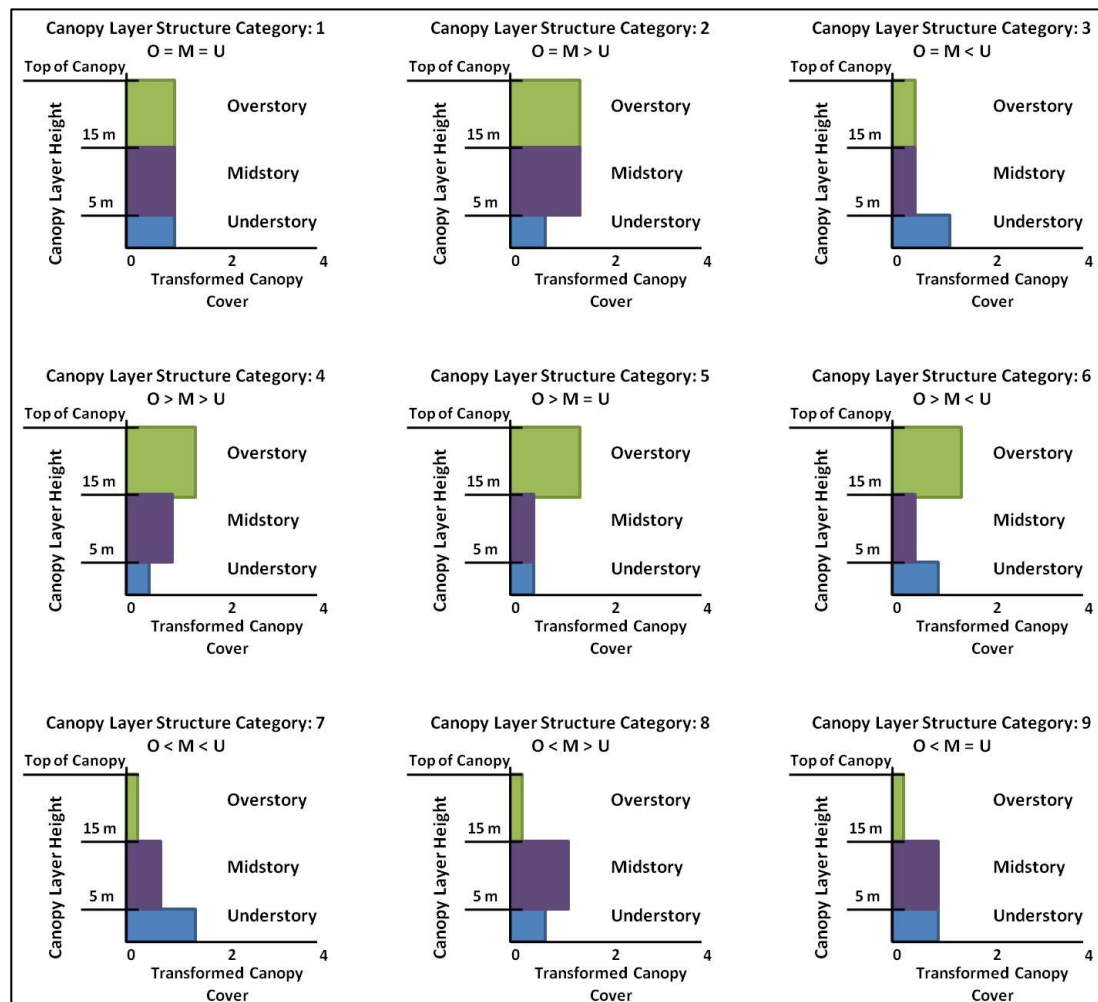 Canopy Layer Structure Category: 1
O = M = U
Top of Canopy
Overstory
15 m
Midstory
5 m
Understory
Canopy Layer Height
0 2 4
Transformed Canopy
Cover
Canopy Layer Structure Category: 2
O = M > U
Top of Canopy
Overstory
15 m
Midstory
5 m
Understory
Canopy Layer Height
0 2 4
Transformed Canopy
Cover
Canopy Layer Structure Category: 3
O = M < U
Top of Canopy
Overstory
15 m
Midstory
5 m
Understory
Canopy Layer Height
0 2 4
Transformed Canopy
Cover
Canopy Layer Structure Category: 4
O > M > U
Top of Canopy
Overstory
15 m
Midstory
5 m
Understory
Canopy Layer Height
0 2 4
Transformed Canopy
Cover
Canopy Layer Structure Category: 5
O > M = U
Top of Canopy
Overstory
15 m
Midstory
5 m
Understory
Canopy Layer Height
0 2 4
Transformed Canopy
Cover
Canopy Layer Structure Category: 6
O > M < U
Top of Canopy
Overstory
15 m
Midstory
5 m
Understory
Canopy Layer Height
0 2 4
Transformed Canopy
Cover
Canopy Layer Structure Category: 7
O < M < U
Top of Canopy
Overstory
15 m
Midstory
5 m
Understory
Canopy Layer Height
0 2 4
Transformed Canopy
Cover
Canopy Layer Structure Category: 8
O < M > U
Top of Canopy
Overstory
15 m
Midstory
5 m
Understory
Canopy Layer Height
0 2 4
Transformed Canopy
Cover
Canopy Layer Structure Category: 9
O < M = U
Top of Canopy
Overstory
15 m
Midstory
5 m
Understory
Canopy Layer Height
0 2 4
Transformed Canopy
Cover